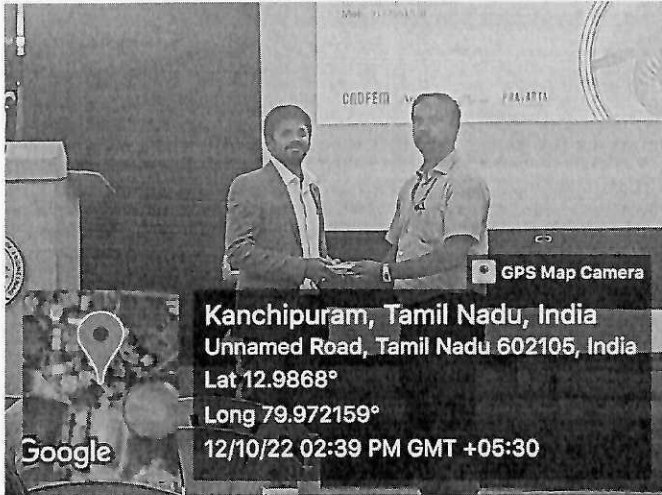 CADFEM
GPS Map Camera
Kanchipuram, Tamil Nadu, India
Unnamed Road, Tamil Nadu 602105, India
Lat 12.9868°
Long 79.972159°
12/10/22 02:39 PM GMT +05:30
Google